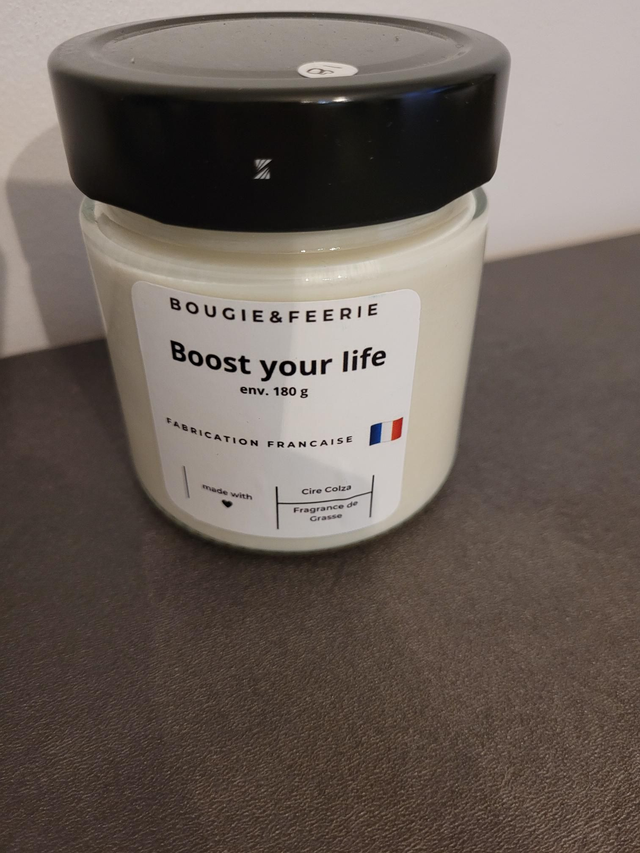 BOUGIE&FEERIE
Boost your life
env. 180 g
FABRICATION FRANCAISE
made with
Cire Colza
Fragrance de
Grasse